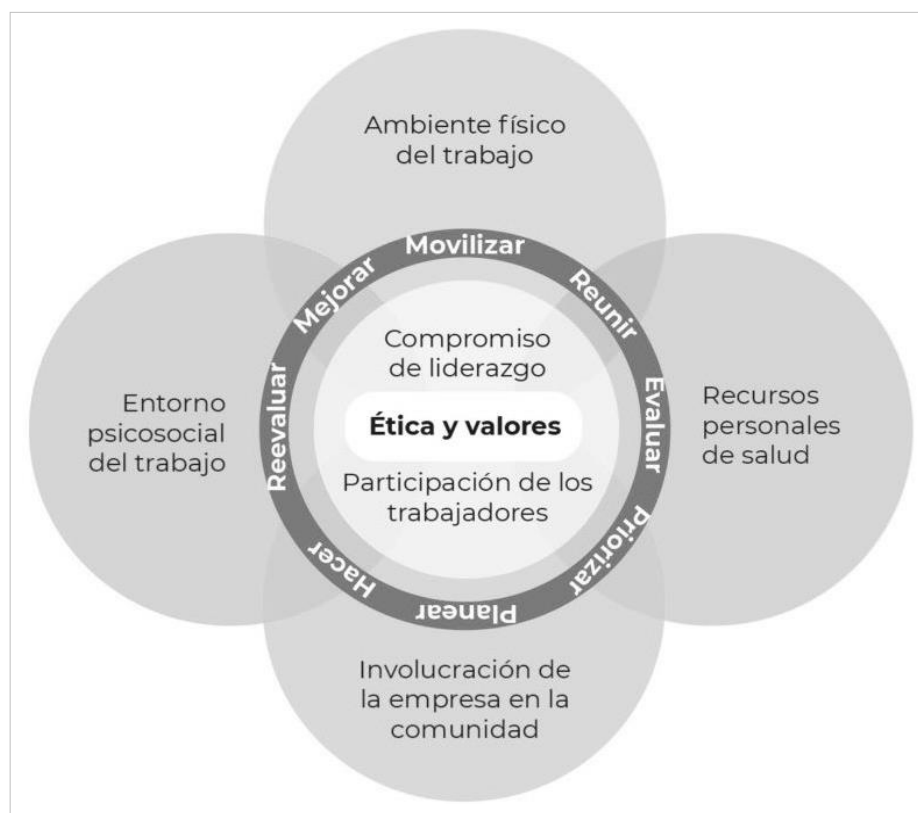 Ambiente físico
del trabajo
Movilizar
Reunir
Evaluar
Priorizar
Planear
Hacer
Reevaluar
Mejorar
Compromiso
de liderazgo
Ética y valores
Participación de los
trabajadores
Entorno
psicosocial
del trabajo
Recursos
personales
de salud
Involucración de
la empresa en la
comunidad